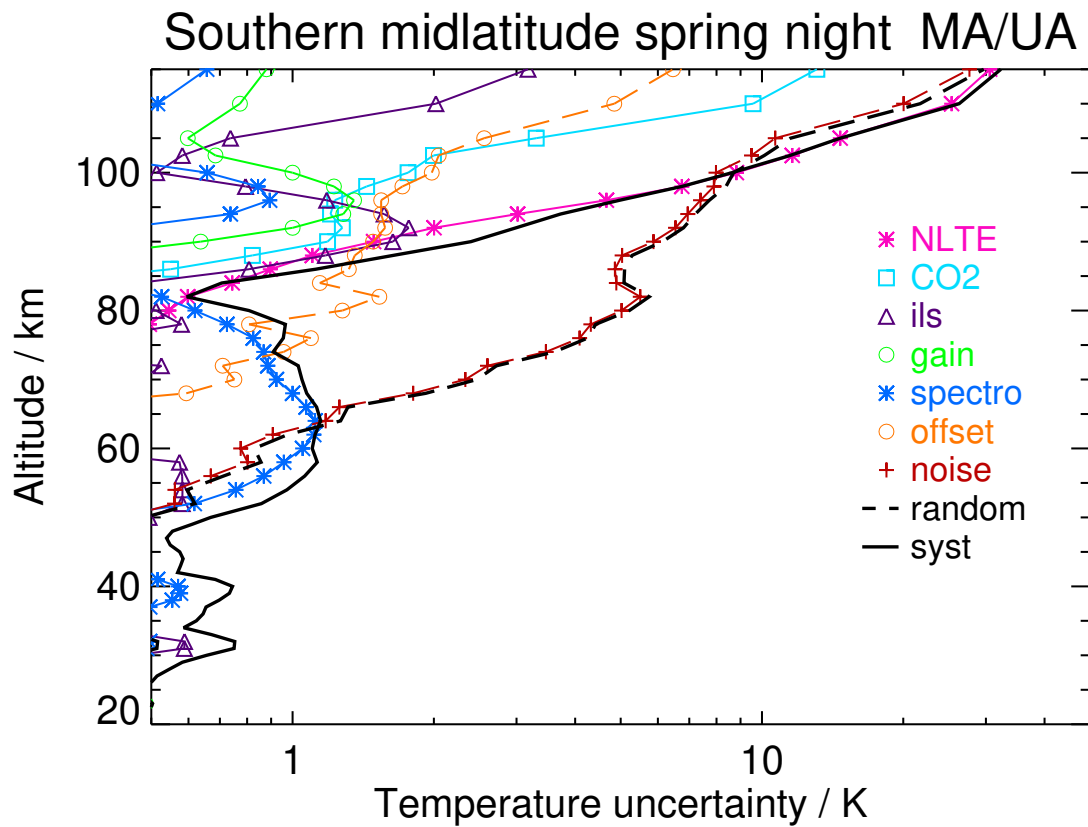 Southern midlatitude spring night MA/UA
Altitude / km
100
80
60
40
20
NLTE
CO2
ils
gain
spectro
offset
noise
random
syst
1
10
Temperature uncertainty / K